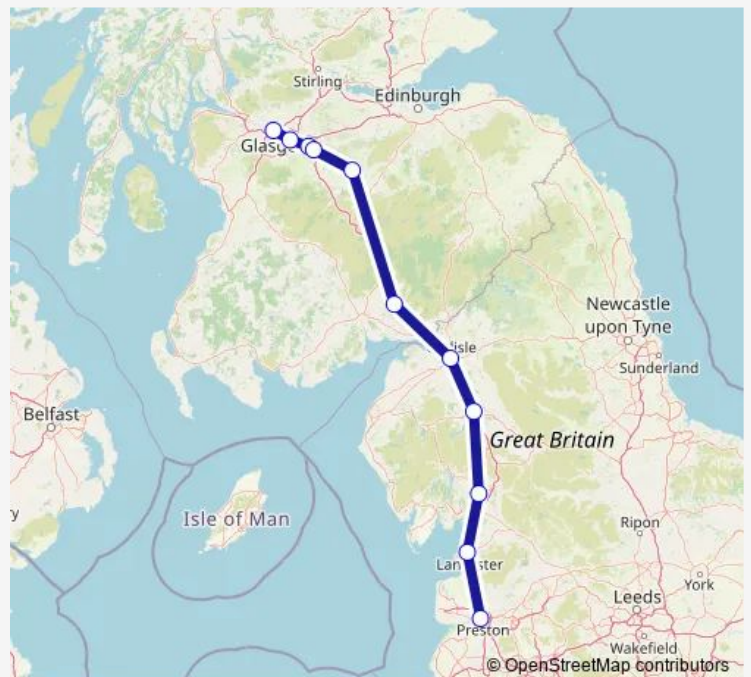 Stirling
Edinburgh
Newcastle
upon Tyne
Sunderland
Belfast
Great Britain
Isle of Man
y
Ripon
York
Leeds
Preston
Wakefield
© OpenStreetMap contributors